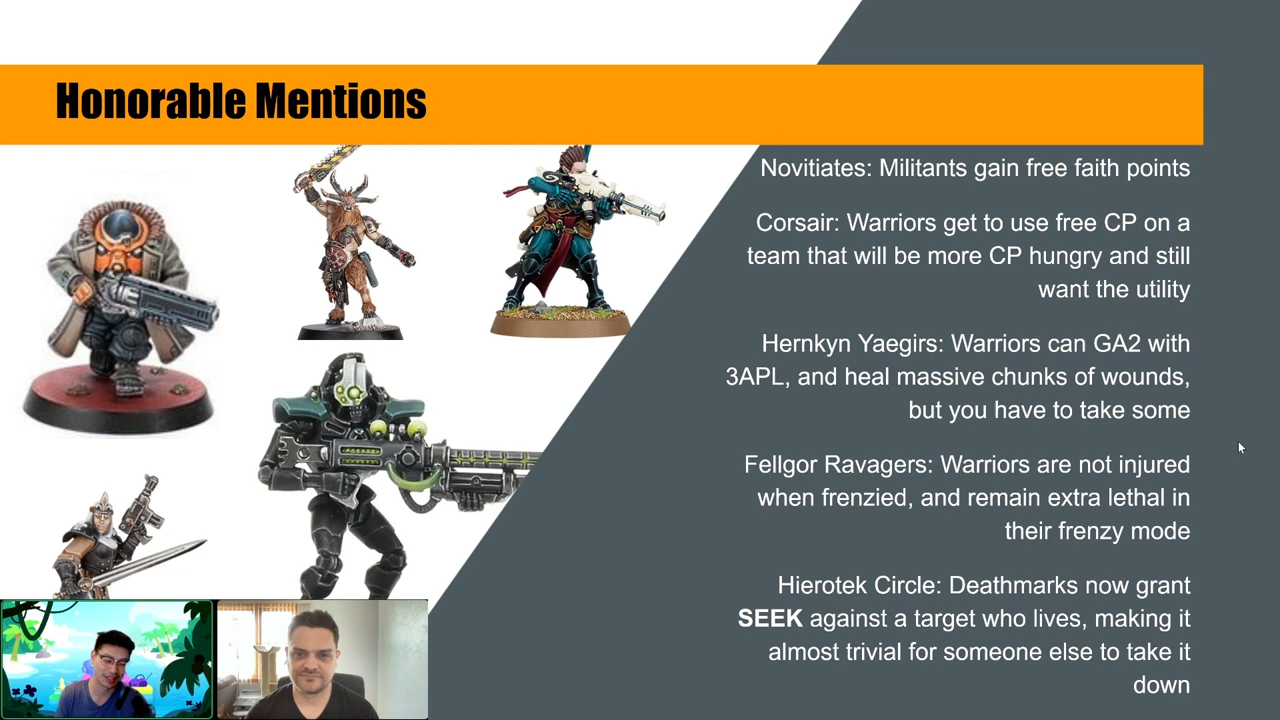 Honorable Mentions
Novitiates: Militants gain free faith points
Corsair: Warriors get to use free CP on a
team that will be more CP hungry and still
want the utility
Hernkyn Yaegirs: Warriors can GA2 with
3APL, and heal massive chunks of wounds,
but you have to take some
Fellgor Ravagers: Warriors are not injured
when frenzied, and remain extra lethal in
their frenzy mode
Hierotek Circle: Deathmarks now grant
SEEK against a target who lives, making it
almost trivial for someone else to take it
down